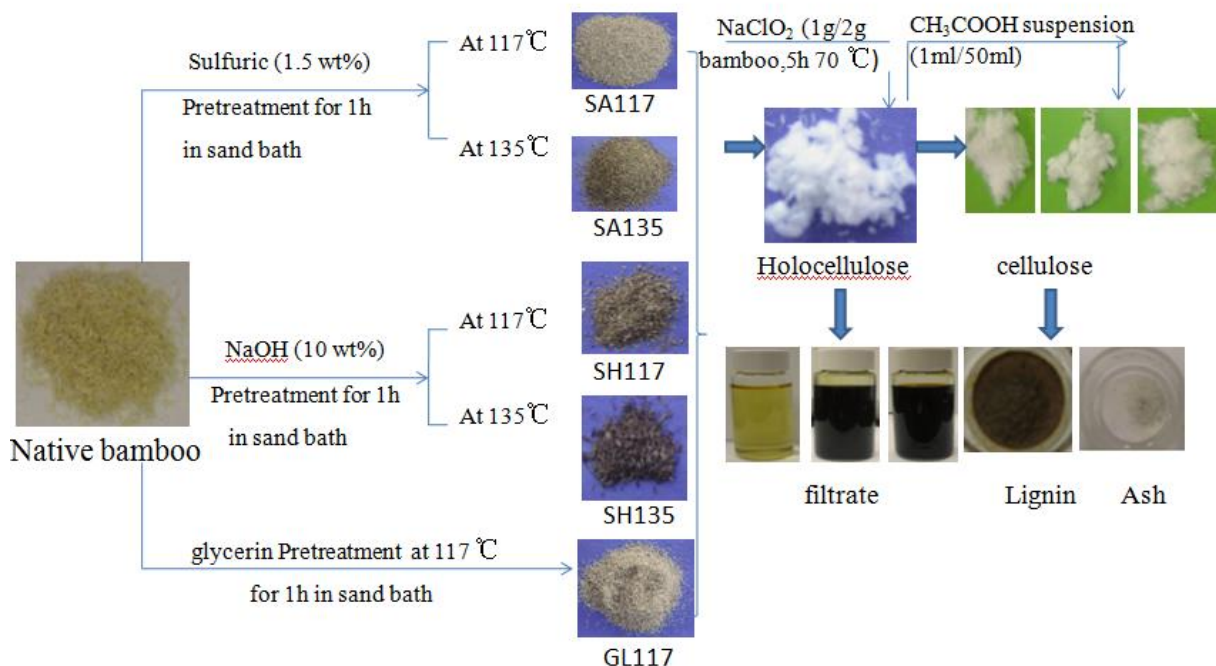 Sulfuric (1.5 wt%)
Pretreatment for 1h
in sand bath
At 117℃
SA117
At 135℃
SA135
NaClO₂ (1g/2g
bamboo,5h 70 ℃)
CH₃COOH suspension
(1ml/50ml)
Holocellulose
cellulose
Native bamboo
NaOH (10 wt%)
Pretreatment for 1h
in sand bath
At 117℃
SH117
At 135℃
SH135
filtrate
Lignin
Ash
glycerin Pretreatment at 117 ℃
for 1h in sand bath
GL117